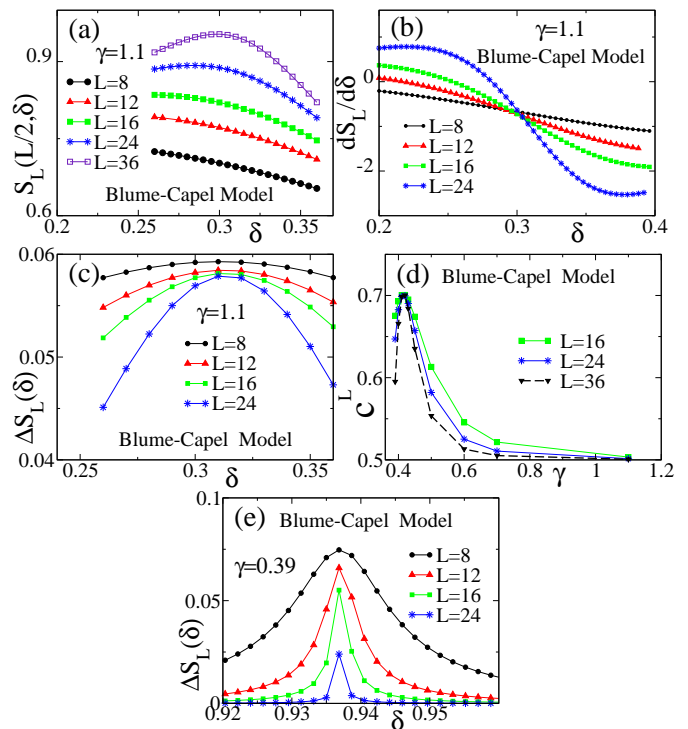 (a)
γ=1.1
L=8
L=12
L=16
L=24
L=36
Blume-Capel Model
S_L(L/2,δ)
0.9
0.6
0.2
0.25
0.3
0.35
δ
(b)
γ=1.1
Blume-Capel Model
L=8
L=12
L=16
L=24
dS_L/dδ
0
-2
0.2
0.3
0.4
δ
(c)
γ=1.1
L=8
L=12
L=16
L=24
Blume-Capel Model
ΔS_L(δ)
0.06
0.05
0.04
0.25
0.3
0.35
δ
(d)
Blume-Capel Model
L=16
L=24
L=36
c_L
0.7
0.6
0.5
0.4
0.6
0.8
1
1.2
γ
(e)
Blume-Capel Model
γ=0.39
L=8
L=12
L=16
L=24
ΔS_L(δ)
0.1
0.05
0
0.92
0.93
0.94
0.95
δ